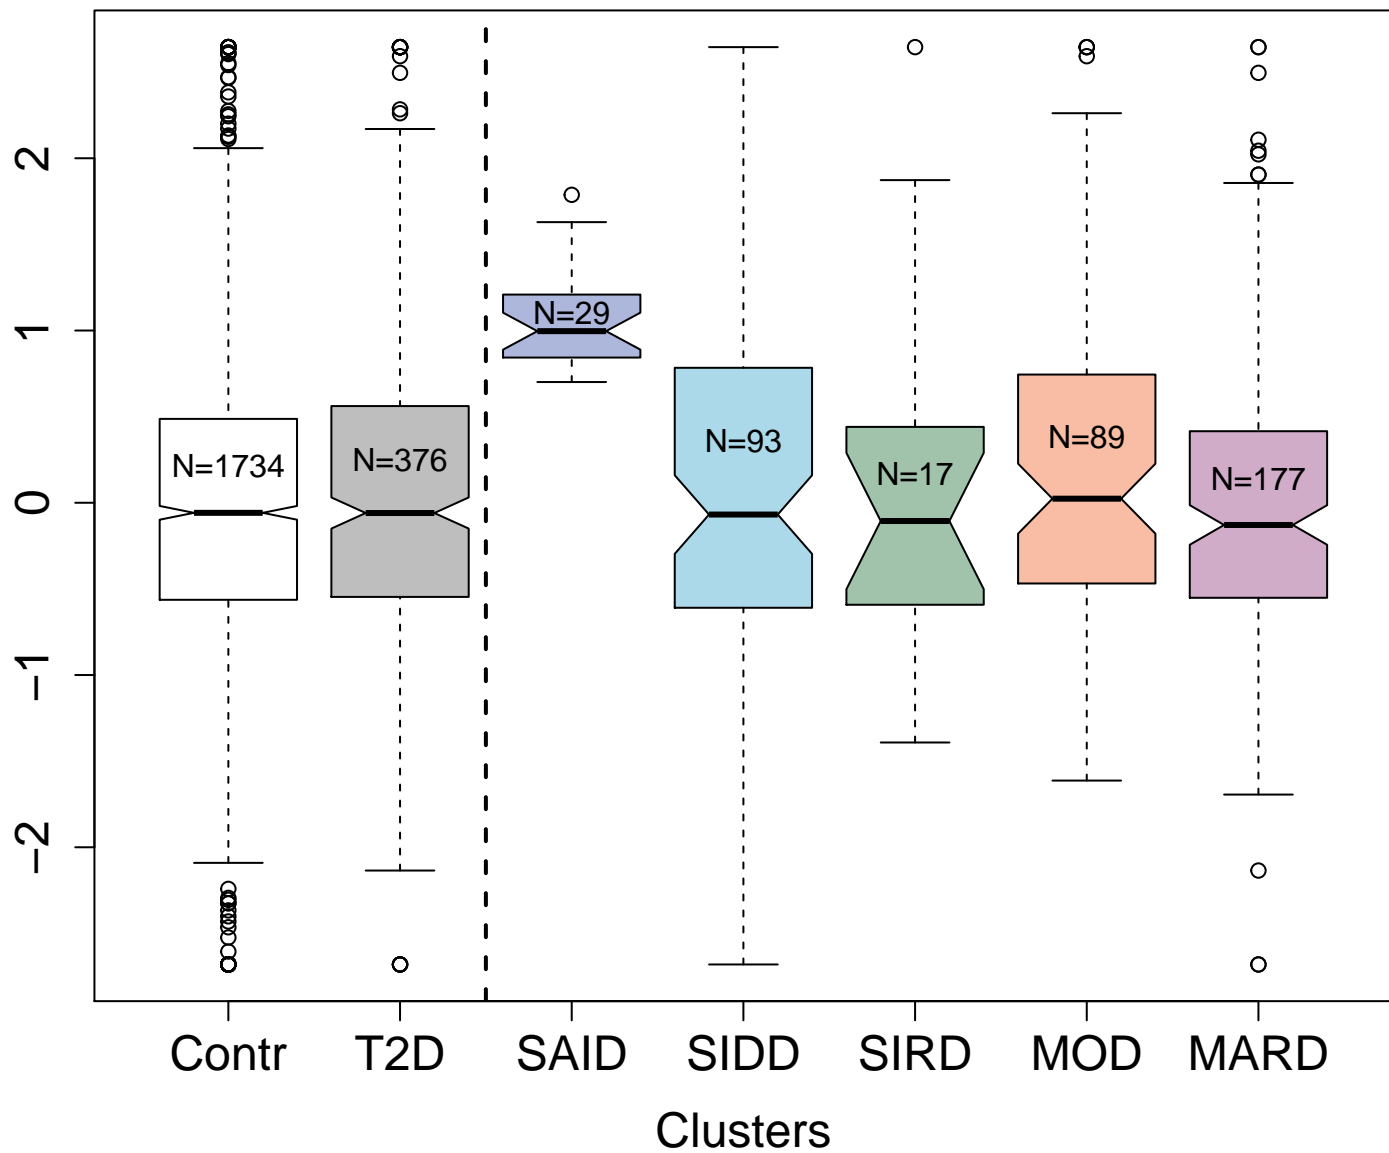 2
1
0
−1
−2
N=1734
N=376
N=29
N=93
N=17
N=89
N=177
Contr T2D SAID SIDD SIRD MOD MARD
Clusters